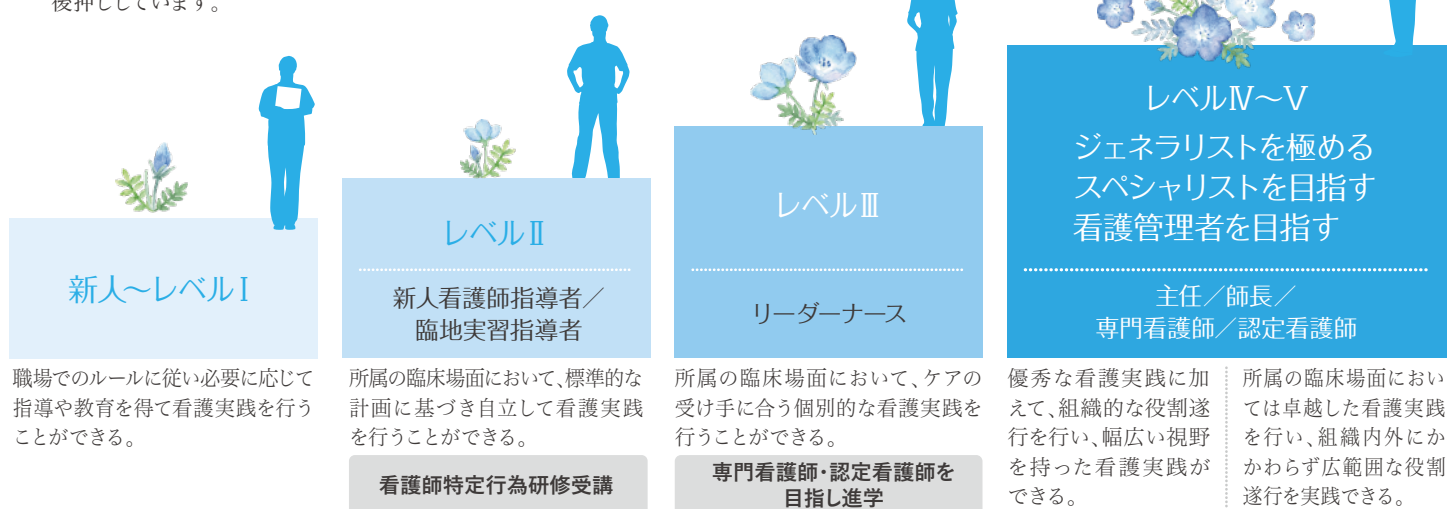 後押ししています。
新人～レベルⅠ
職場でのルールに従い必要に応じて
指導や教育を得て看護実践を行う
ことができる。
レベルⅡ
新人看護師指導者／
臨地実習指導者
所属の臨床場面において、標準的な
計画に基づき自立して看護実践
を行うことができる。
看護師特定行為研修受講
レベルⅢ
リーダーナース
所属の臨床場面において、ケアの
受け手に合う個別的な看護実践を
行うことができる。
専門看護師・認定看護師を
目指し進学
レベルⅣ～Ⅴ
ジェネラリストを極める
スペシャリストを目指す
看護管理者を目指す
主任／師長／
専門看護師／認定看護師
優秀な看護実践に加
えて、組織的な役割遂
行を行い、幅広い視野
を持った看護実践が
できる。
所属の臨床場面におい
ては卓越した看護実践
を行い、組織内外にか
かわらず広範囲な役割
遂行を実践できる。